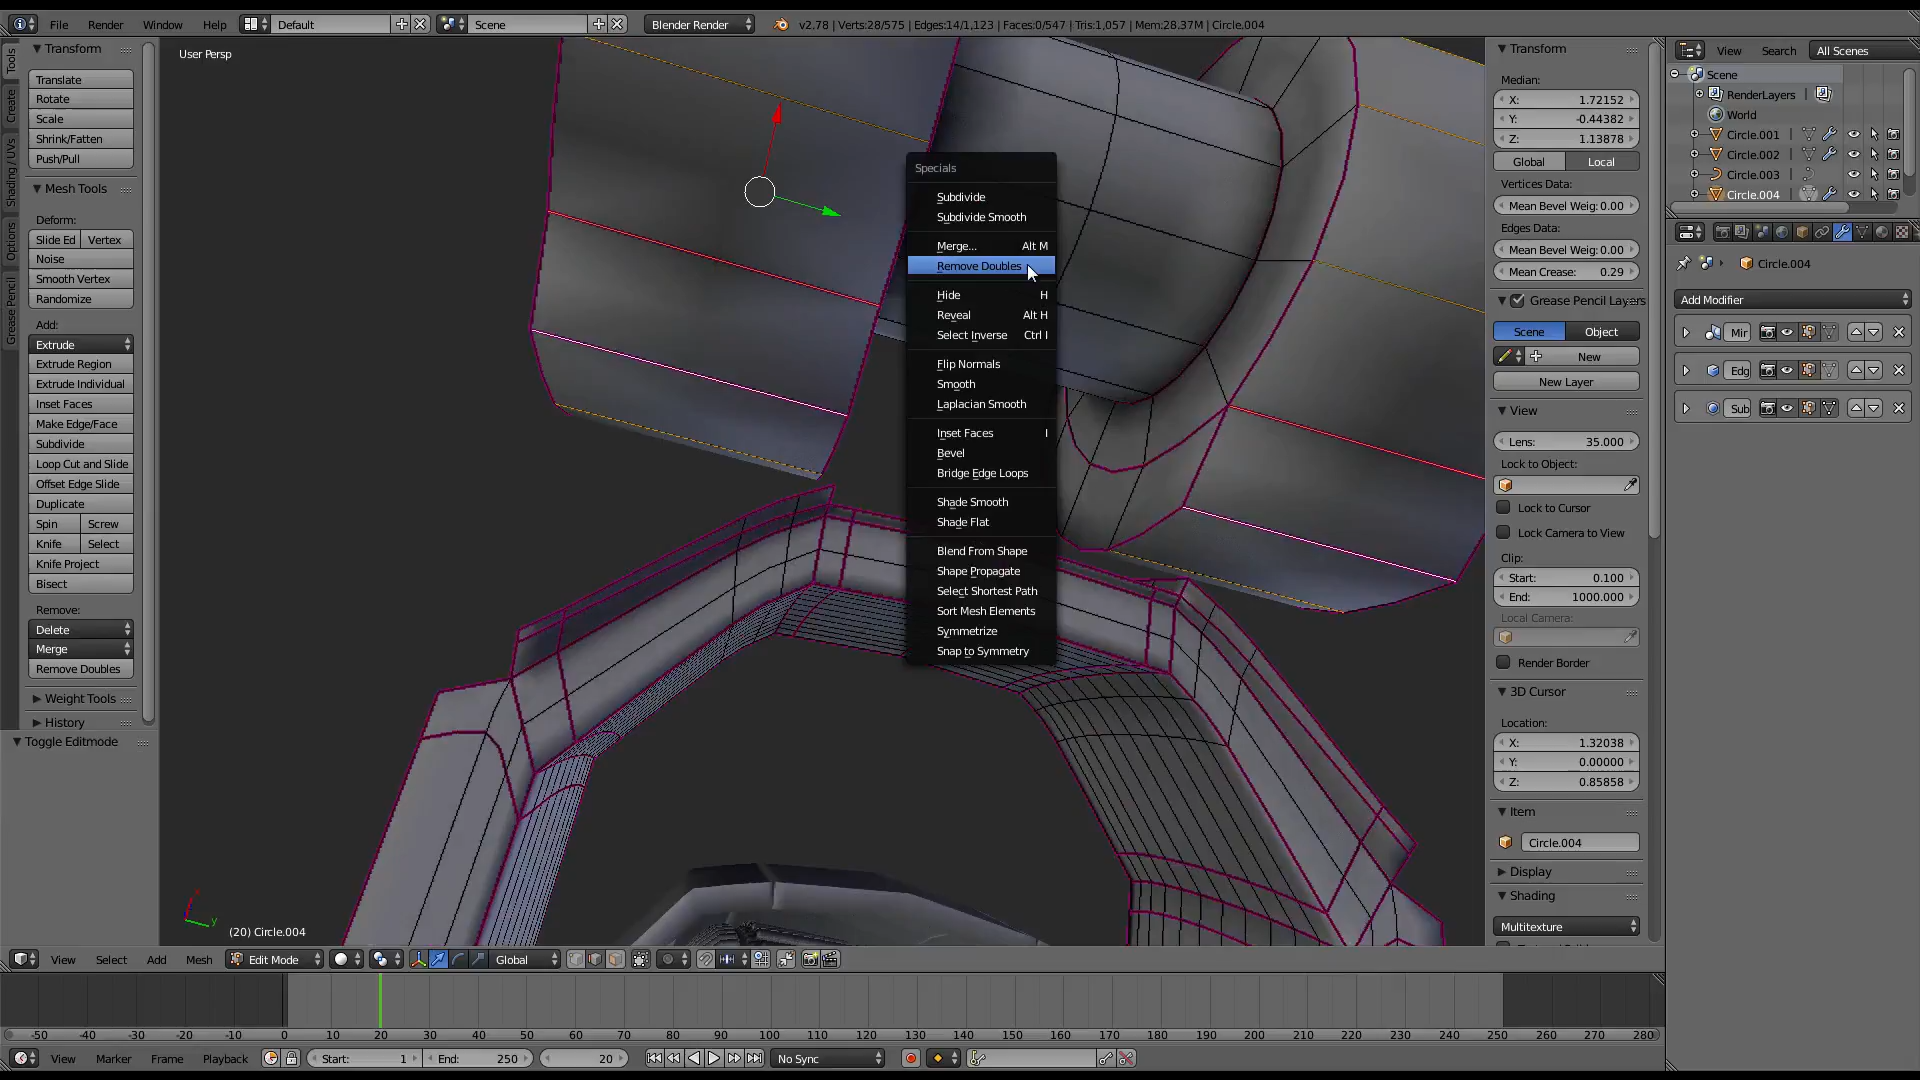 File Render Window Help Default Scene Blender Render v2.78 | Verts:28/575 | Edges:14/1,123 | Faces:0/547 | Tris:1,057 | Mem:28.37M | Circle.004
Tools
Create
Shading / UVs
Options
Grease Pencil
Transform
Translate
Rotate
Scale
Shrink/Fatten
Push/Pull
Mesh Tools
Deform:
Slide Ed Vertex
Noise
Smooth Vertex
Randomize
Add:
Extrude
Extrude Region
Extrude Individual
Inset Faces
Make Edge/Face
Subdivide
Loop Cut and Slide
Offset Edge Slide
Duplicate
Spin Screw
Knife Select
Knife Project
Bisect
Remove:
Delete
Merge
Remove Doubles
Weight Tools
History
Toggle Editmode
User Persp
Specials
Subdivide
Subdivide Smooth
Merge... Alt M
Remove Doubles
Hide H
Reveal Alt H
Select Inverse Ctrl I
Flip Normals
Smooth
Laplacian Smooth
Inset Faces I
Bevel
Bridge Edge Loops
Shade Smooth
Shade Flat
Blend From Shape
Shape Propagate
Select Shortest Path
Sort Mesh Elements
Symmetrize
Snap to Symmetry
x
y
(20) Circle.004
Transform
Median:
X: 1.72152
Y: -0.44382
Z: 1.13878
Global Local
Vertices Data:
Mean Bevel Weig: 0.00
Edges Data:
Mean Bevel Weig: 0.00
Mean Crease: 0.29
Grease Pencil Layers
Scene Object
New
New Layer
View
Lens: 35.000
Lock to Object:
Lock to Cursor
Lock Camera to View
Clip:
Start: 0.100
End: 1000.000
Local Camera:
Render Border
3D Cursor
Location:
X: 1.32038
Y: 0.00000
Z: 0.85858
Item
Circle.004
Display
Shading
Multitexture
View Search All Scenes
Scene
RenderLayers
World
Circle.001
Circle.002
Circle.003
Circle.004
Circle.004
Add Modifier
Mir
Edg
Sub
View Select Add Mesh Edit Mode Global
-50 -40 -30 -20 -10 0 10 20 30 40 50 60 70 80 90 100 110 120 130 140 150 160 170 180 190 200 210 220 230 240 250 260 270 280
View Marker Frame Playback Start: 1 End: 250 20 No Sync